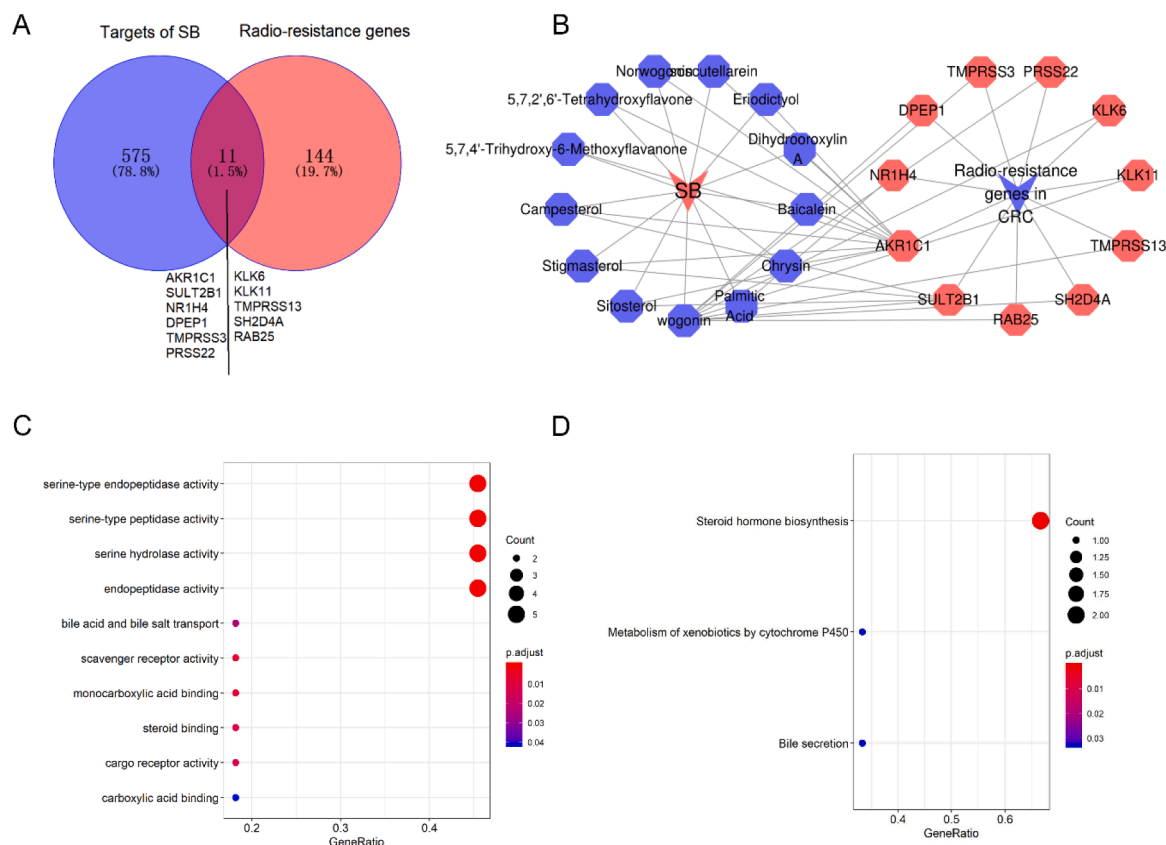 A
Targets of SB
Radio-resistance genes
575
(78.8%)
11
(1.5%)
144
(19.7%)
AKR1C1
SULT2B1
NR1H4
DPEP1
TMPRSS3
PRSS22
KLK6
KLK11
TMPRSS13
SH2D4A
RAB25
B
Norwogonin
5,7,2',6'-Tetrahydroxyflavone
Eriodictyol
5,7,4'-Trihydroxy-6-Methoxyflavanone
Dihydrooroxylin
A
SB
Campesterol
Baicalein
Stigmasterol
Chrysin
Sitosterol
Palmitic
Acid
wogonin
TMPRSS3
PRSS22
DPEP1
KLK6
NR1H4
Radio-resistance
genes in
CRC
KLK11
AKR1C1
TMPRSS13
SULT2B1
SH2D4A
RAB25
C
serine-type endopeptidase activity
serine-type peptidase activity
serine hydrolase activity
endopeptidase activity
bile acid and bile salt transport
scavenger receptor activity
monocarboxylic acid binding
steroid binding
cargo receptor activity
carboxylic acid binding
0.2
0.3
0.4
GeneRatio
Count
2
3
4
5
p.adjust
0.01
0.02
0.03
0.04
D
Steroid hormone biosynthesis
Metabolism of xenobiotics by cytochrome P450
Bile secretion
0.4
0.5
0.6
GeneRatio
Count
1.00
1.25
1.50
1.75
2.00
p.adjust
0.01
0.02
0.03